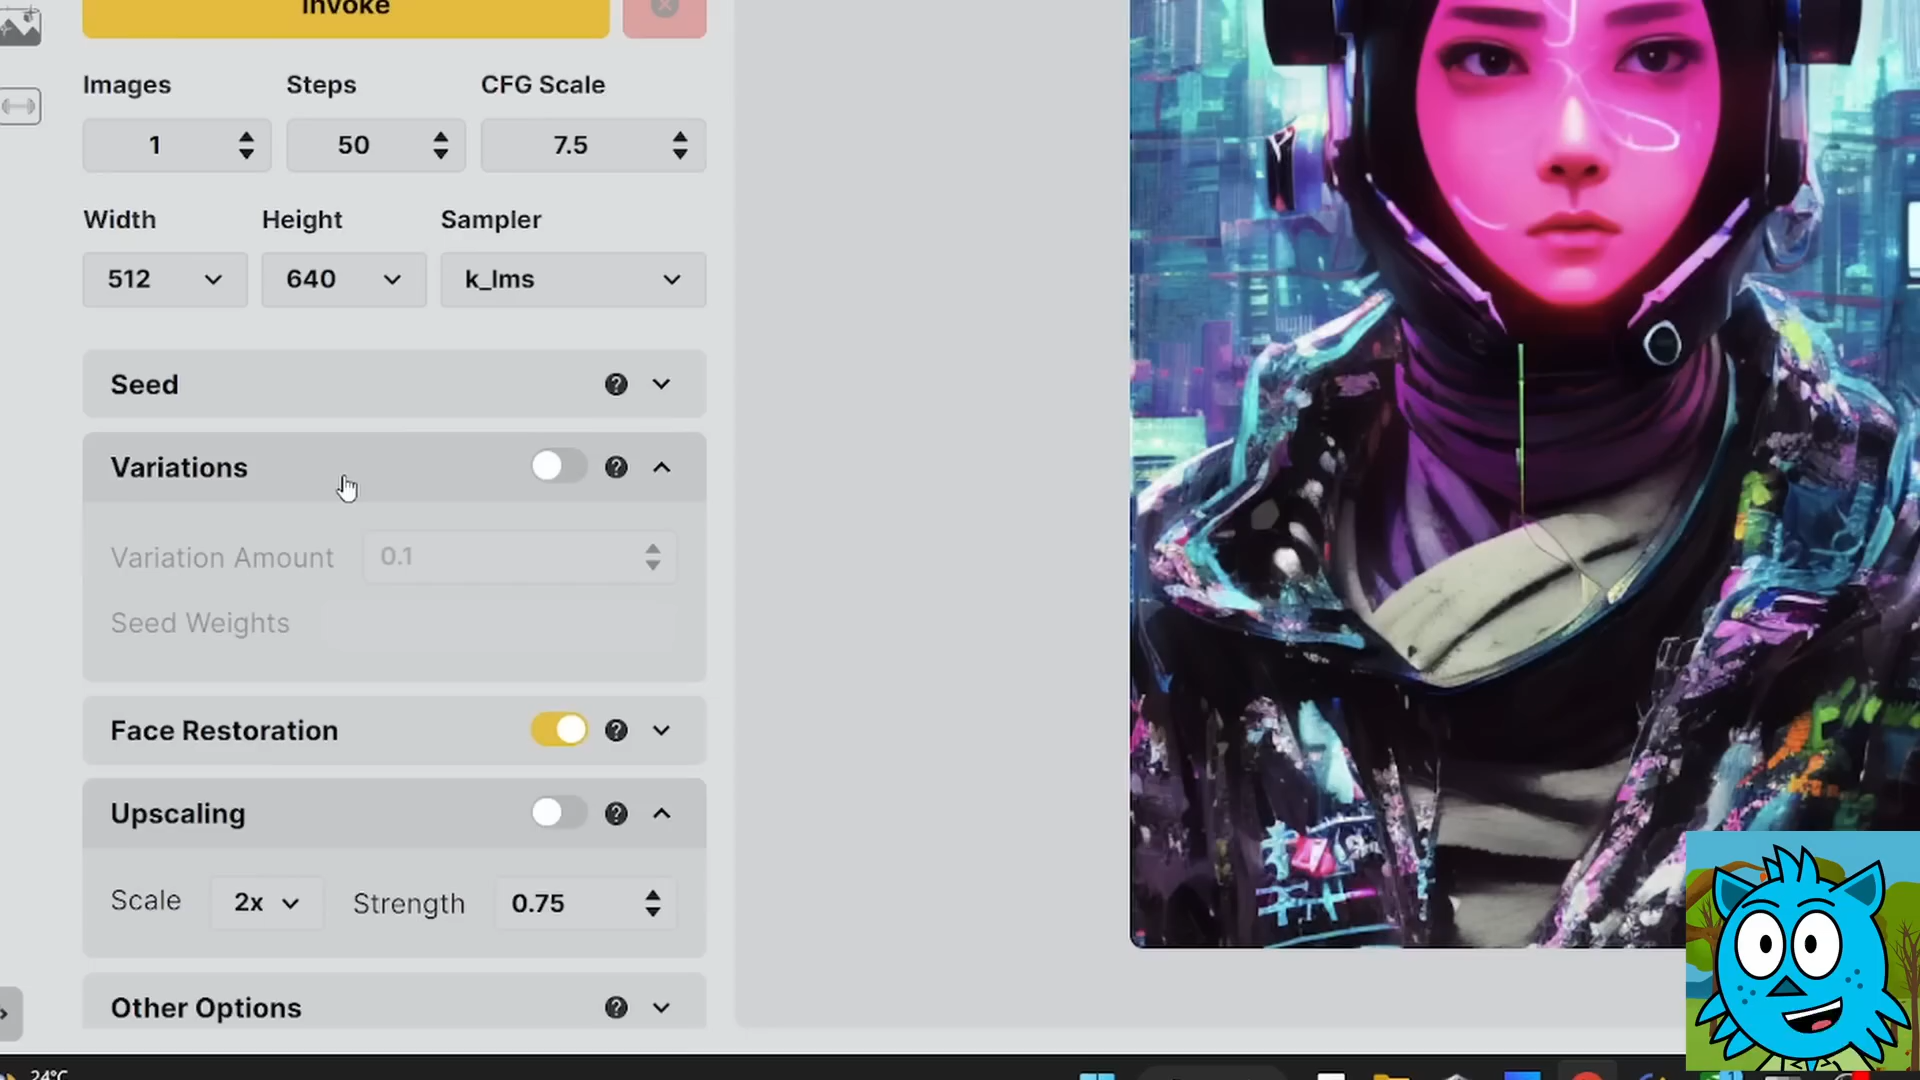 Invoke
Images Steps CFG Scale
1 50 7.5
Width Height Sampler
512 640 k_lms
Seed
Variations
Variation Amount 0.1
Seed Weights
Face Restoration
Upscaling
Scale 2x Strength 0.75
Other Options
24°C